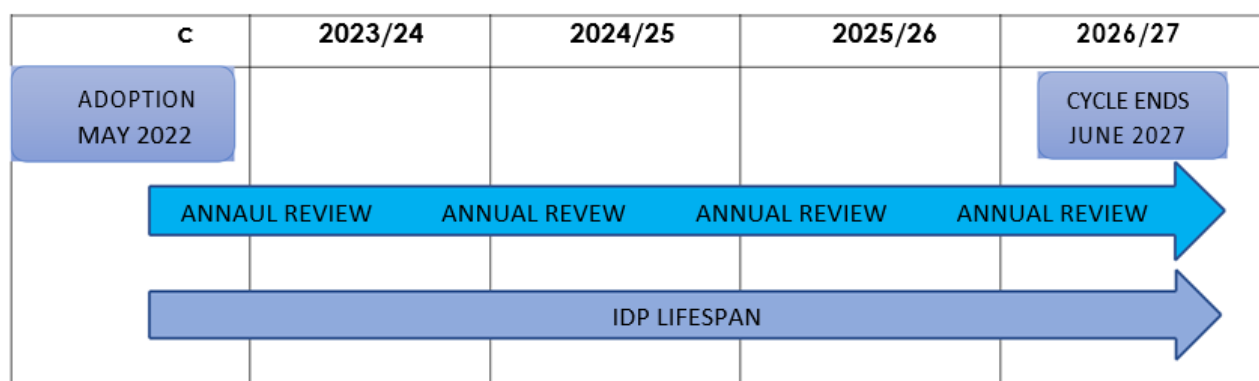 C 2023/24 2024/25 2025/26 2026/27
ADOPTION
MAY 2022
CYCLE ENDS
JUNE 2027
ANNAUL REVIEW ANNUAL REVEW ANNUAL REVIEW ANNUAL REVIEW
IDP LIFESPAN